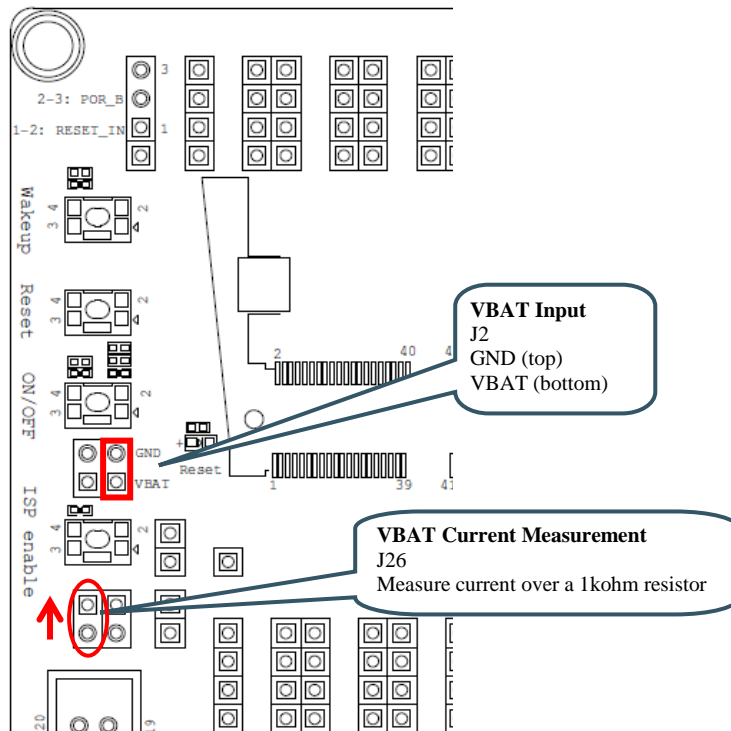 3
2-3: POR_B
1-2: RESET_IN
1
Wakeup
4
3
2
Reset
4
3
2
ON/OFF
4
3
2
2
40
4
+
Reset
GND
VBAT
1
39
41
ISP enable
4
3
2
20
19
VBAT Input
J2
GND (top)
VBAT (bottom)
VBAT Current Measurement
J26
Measure current over a 1kohm resistor